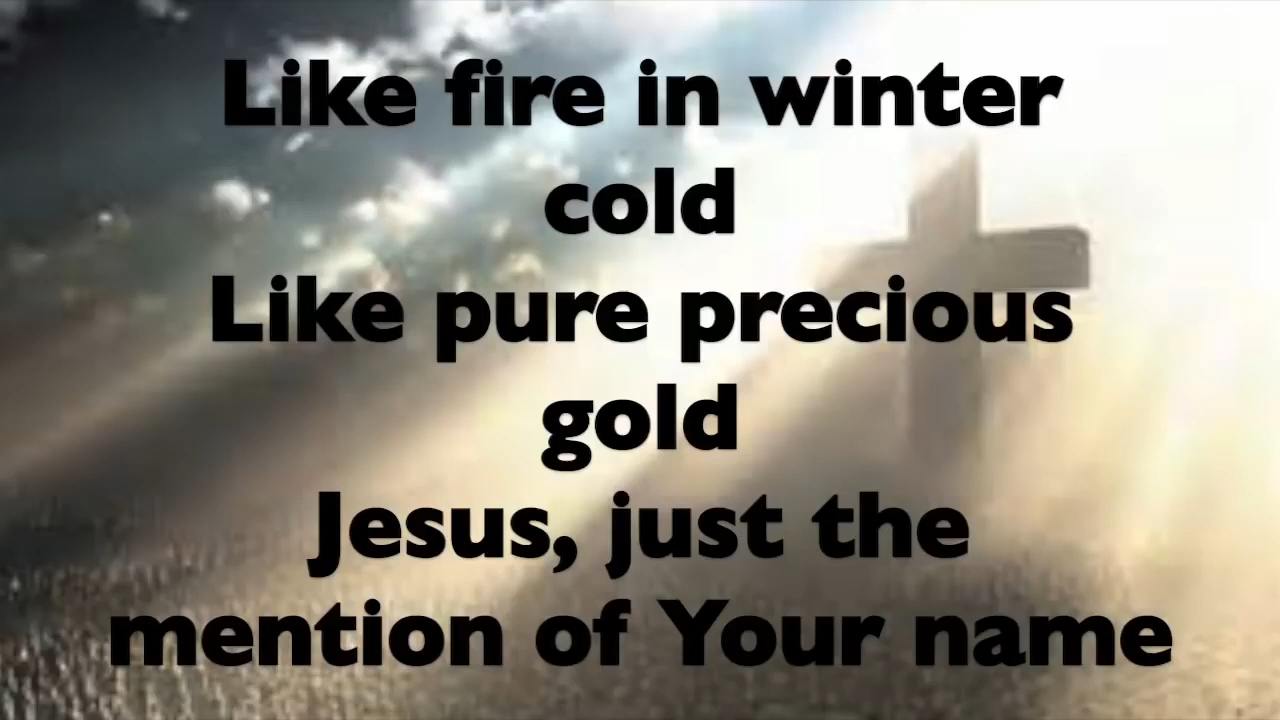 Like fire in winter
cold
Like pure precious
gold
Jesus, just the
mention of Your name